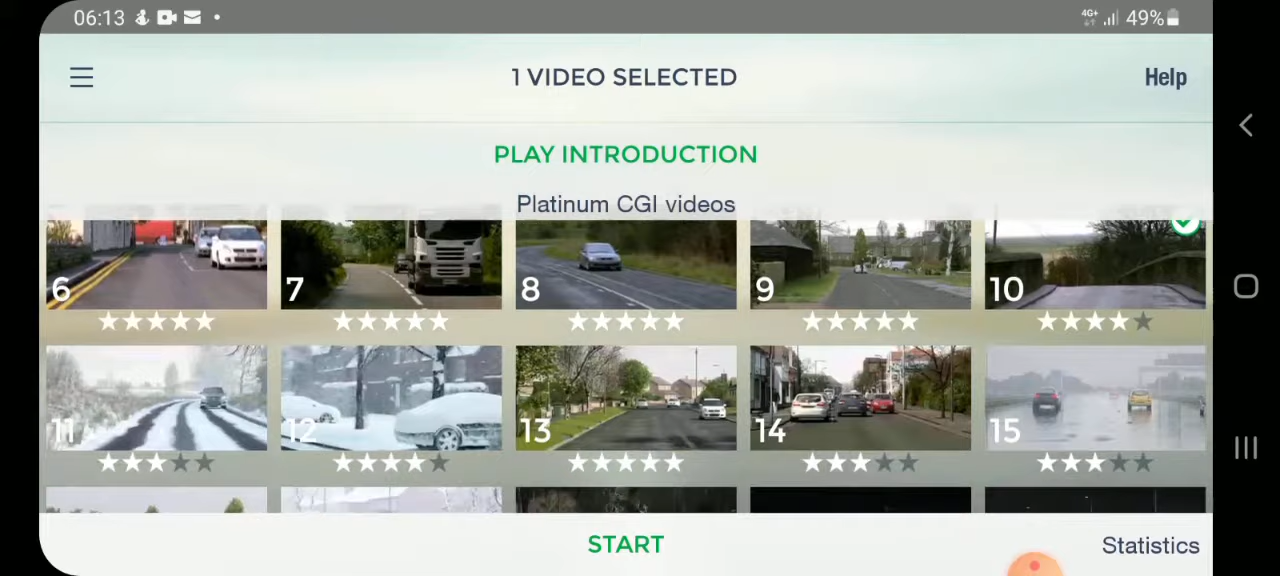 06:13
4G+ 49%
1 VIDEO SELECTED
Help
PLAY INTRODUCTION
Platinum CGI videos
6 7 8 9 10
11 12 13 14 15
START
Statistics